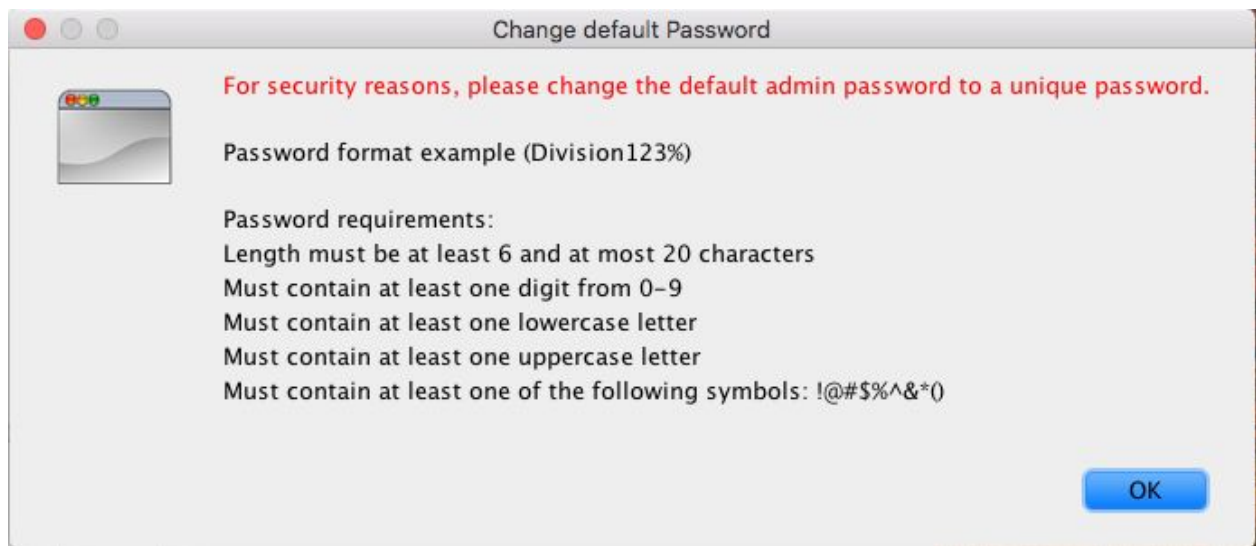 Change default Password
For security reasons, please change the default admin password to a unique password.
Password format example (Division123%)
Password requirements:
Length must be at least 6 and at most 20 characters
Must contain at least one digit from 0-9
Must contain at least one lowercase letter
Must contain at least one uppercase letter
Must contain at least one of the following symbols: !@#$%^&*()
OK